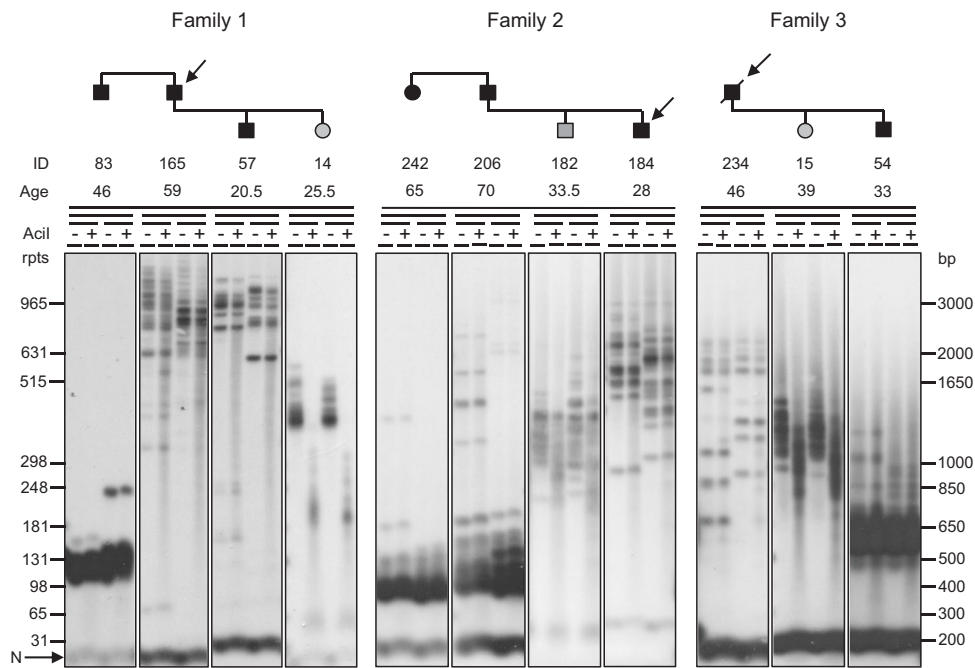 Family 1 Family 2 Family 3
ID 83 165 57 14 242 206 182 184 234 15 54
Age 46 59 20.5 25.5 65 70 33.5 28 46 39 33
AciI - + - + - + - + - + - + - + - + - + - + - + - + - + - + - + - + - + - + - + - + - + - +
rpts bp
965 3000
631 2000
515 1650
298 1000
248 850
181 650
131 500
98 400
65 300
31 200
N